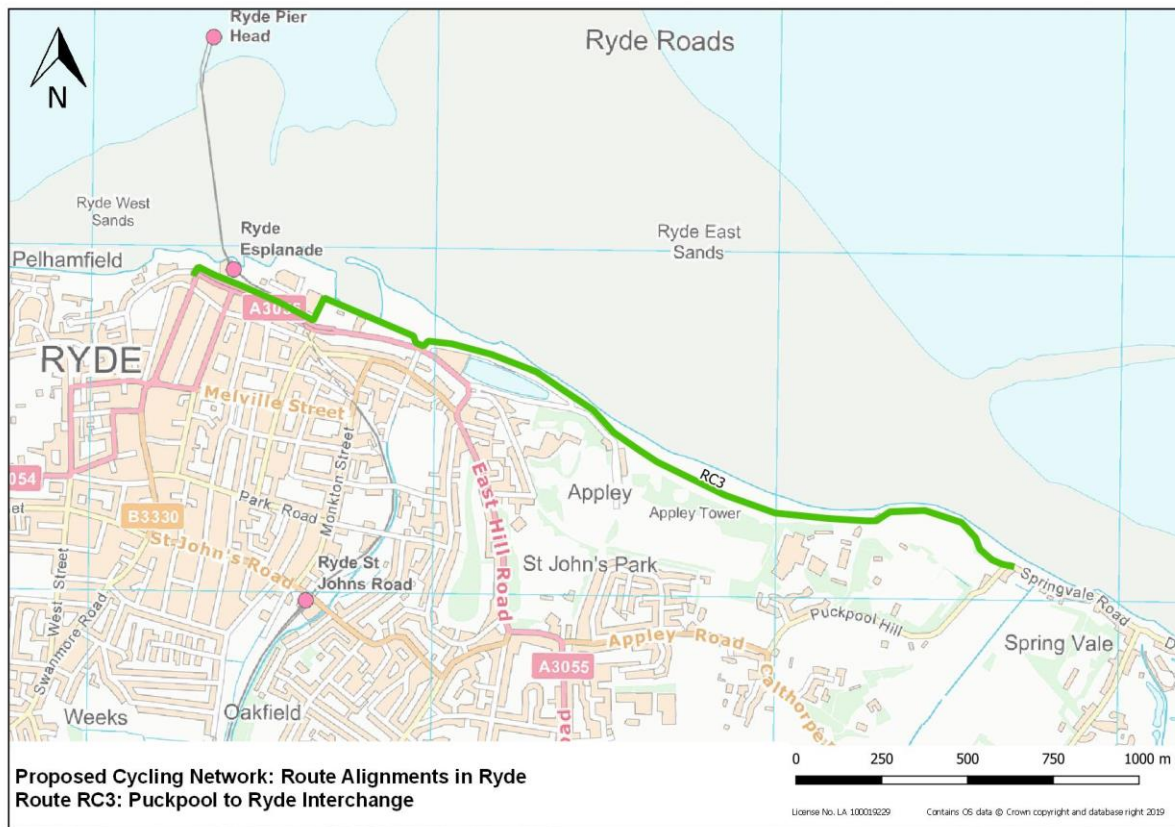 Ryde Pier
Head
Ryde Roads
N
Ryde West
Sands
Ryde
Esplanade
Ryde East
Sands
Pelhamfield
A3055
RYDE
Melville Street
Monkton Street
East Hill Road
RC3
Appley
Appley Tower
054
Park Road
B3330
St John's Road
et
West Street
Swanmore Road
Ryde St
Johns Road
St John's Park
Springvale Road
Puckpool Hill
Appley Road
Spring Vale
D
A3055
oad
Calthorpe
Weeks
Oakfield
0 250 500 750 1000 m
Proposed Cycling Network: Route Alignments in Ryde
Route RC3: Puckpool to Ryde Interchange
License No. LA 100019229 Contains OS data © Crown copyright and database right 2019